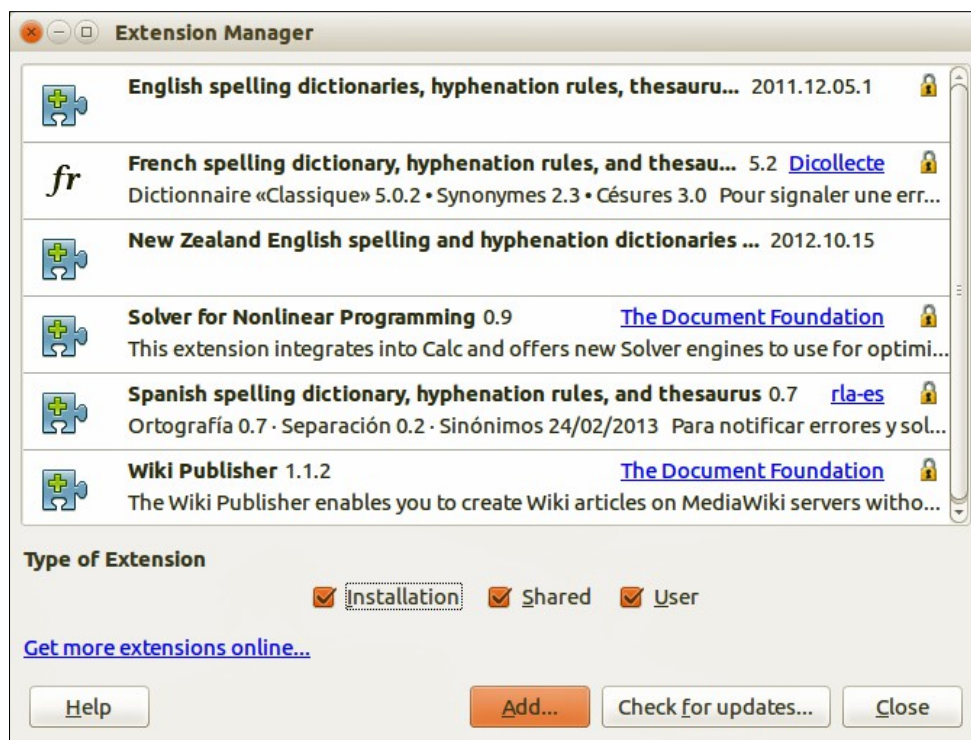 Extension Manager
English spelling dictionaries, hyphenation rules, thesauru... 2011.12.05.1
fr
French spelling dictionary, hyphenation rules, and thesau... 5.2 Dicollecte
Dictionnaire «Classique» 5.0.2 • Synonymes 2.3 • Césures 3.0 Pour signaler une err...
New Zealand English spelling and hyphenation dictionaries ... 2012.10.15
Solver for Nonlinear Programming 0.9 The Document Foundation
This extension integrates into Calc and offers new Solver engines to use for optimi...
Spanish spelling dictionary, hyphenation rules, and thesaurus 0.7 rla-es
Ortografía 0.7 · Separación 0.2 · Sinónimos 24/02/2013 Para notificar errores y sol...
Wiki Publisher 1.1.2 The Document Foundation
The Wiki Publisher enables you to create Wiki articles on MediaWiki servers witho...
Type of Extension
Installation Shared User
Get more extensions online...
Help Add... Check for updates... Close